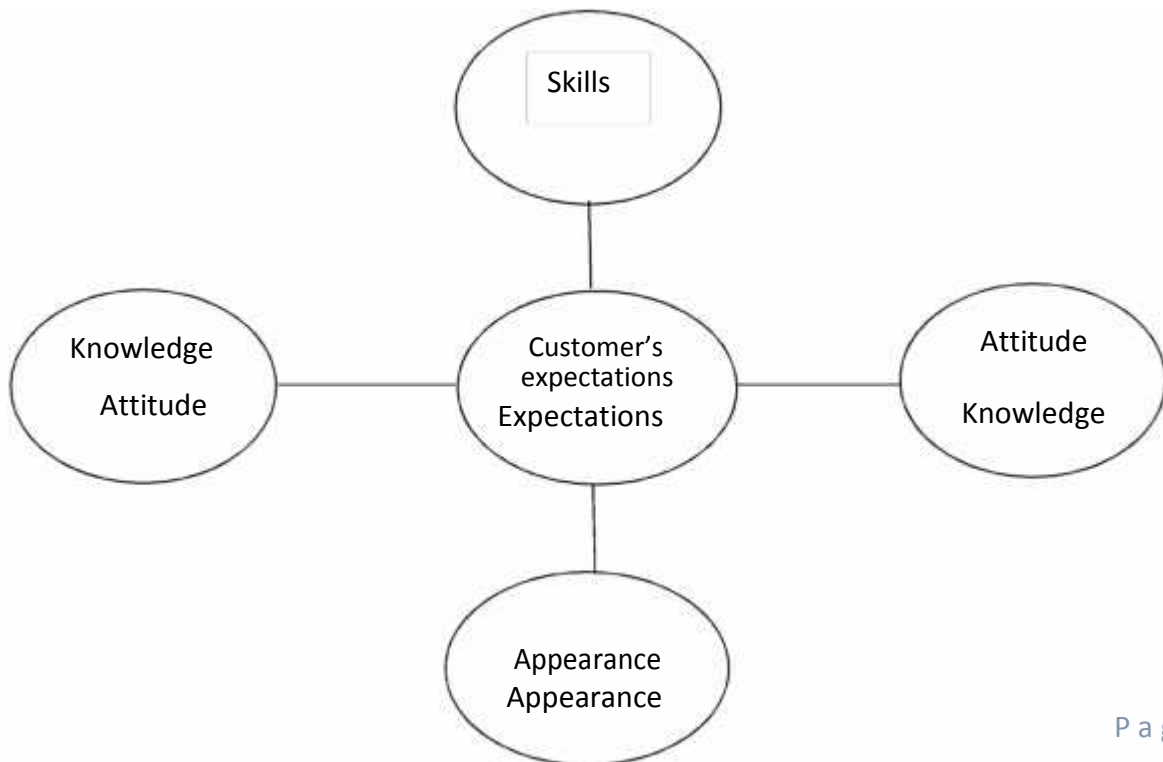 Skills
Knowledge
Attitude
Customer's
expectations
Expectations
Attitude
Knowledge
Appearance
Appearance